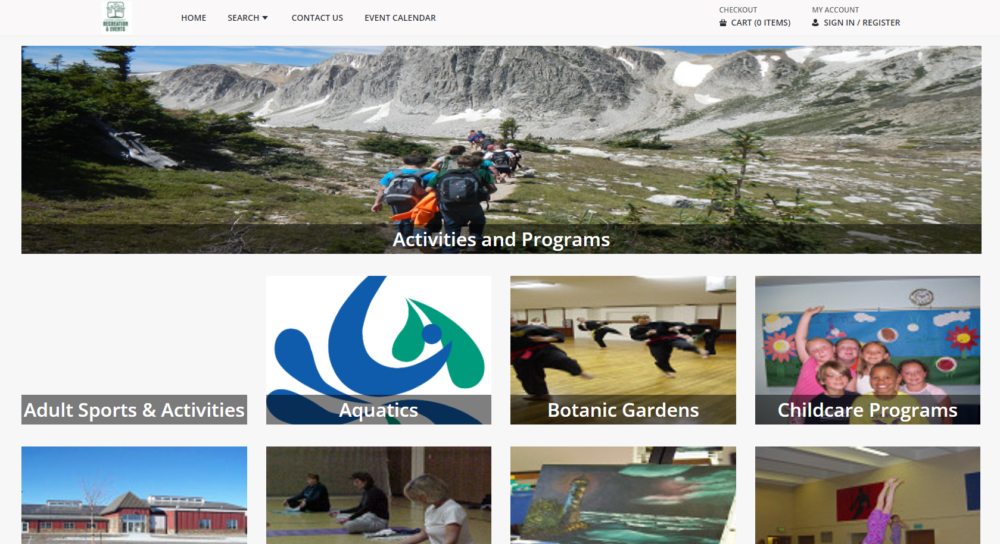 RECREATION
& EVENTS
HOME
SEARCH
CONTACT US
EVENT CALENDAR
CHECKOUT
CART (0 ITEMS)
MY ACCOUNT
SIGN IN / REGISTER
Activities and Programs
Adult Sports & Activities
Aquatics
Botanic Gardens
Childcare Programs